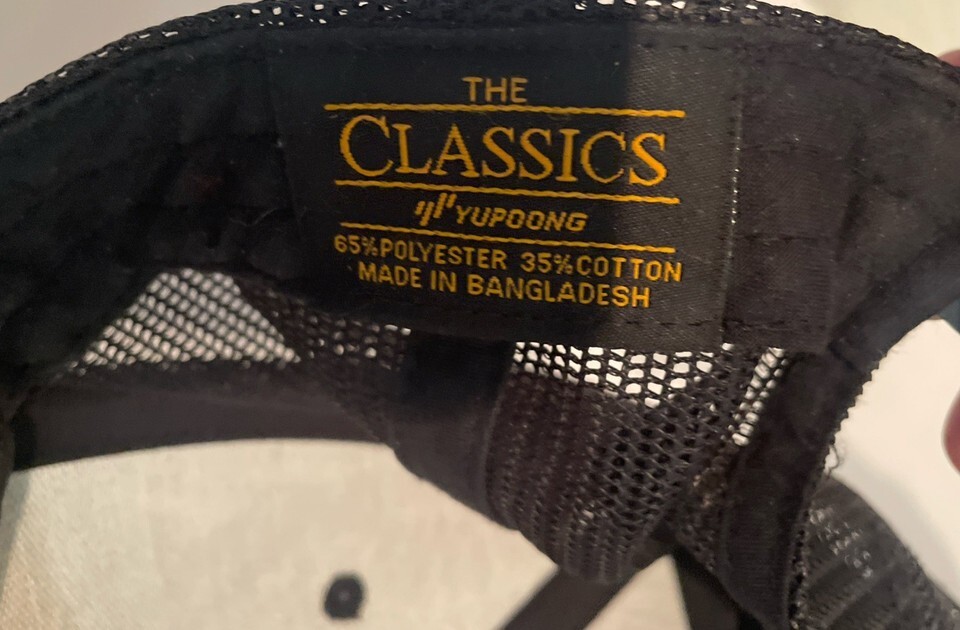 THE
CLASSICS
YUPOONG
65%POLYESTER 35%COTTON
MADE IN BANGLADESH